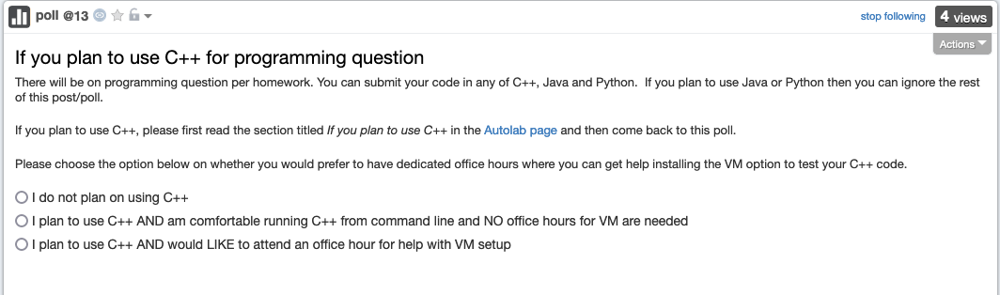 poll @13
stop following
4 views
Actions
If you plan to use C++ for programming question
There will be on programming question per homework. You can submit your code in any of C++, Java and Python. If you plan to use Java or Python then you can ignore the rest
of this post/poll.
If you plan to use C++, please first read the section titled If you plan to use C++ in the Autolab page and then come back to this poll.
Please choose the option below on whether you would prefer to have dedicated office hours where you can get help installing the VM option to test your C++ code.
I do not plan on using C++
I plan to use C++ AND am comfortable running C++ from command line and NO office hours for VM are needed
I plan to use C++ AND would LIKE to attend an office hour for help with VM setup